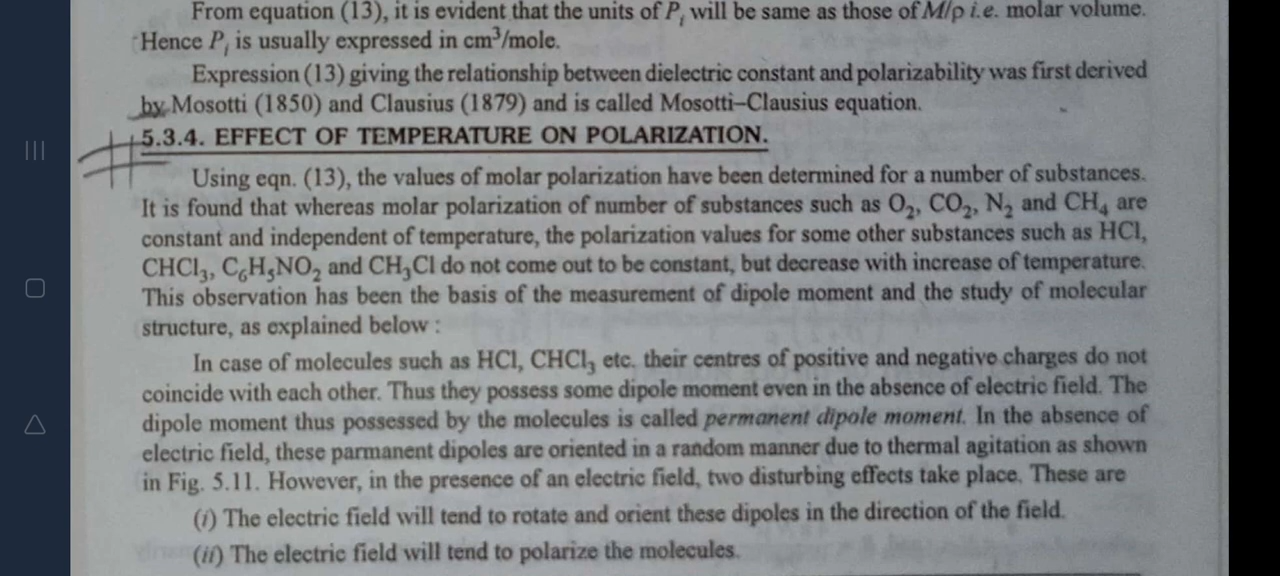 From equation (13), it is evident that the units of Pᵢ will be same as those of M/ρ i.e. molar volume.
Hence Pᵢ is usually expressed in cm³/mole.
Expression (13) giving the relationship between dielectric constant and polarizability was first derived
by Mosotti (1850) and Clausius (1879) and is called Mosotti–Clausius equation.
5.3.4. EFFECT OF TEMPERATURE ON POLARIZATION.
Using eqn. (13), the values of molar polarization have been determined for a number of substances.
It is found that whereas molar polarization of number of substances such as O₂, CO₂, N₂ and CH₄ are
constant and independent of temperature, the polarization values for some other substances such as HCl,
CHCl₃, C₆H₅NO₂ and CH₃Cl do not come out to be constant, but decrease with increase of temperature.
This observation has been the basis of the measurement of dipole moment and the study of molecular
structure, as explained below :
In case of molecules such as HCl, CHCl₃ etc. their centres of positive and negative charges do not
coincide with each other. Thus they possess some dipole moment even in the absence of electric field. The
dipole moment thus possessed by the molecules is called permanent dipole moment. In the absence of
electric field, these parmanent dipoles are oriented in a random manner due to thermal agitation as shown
in Fig. 5.11. However, in the presence of an electric field, two disturbing effects take place. These are
(i) The electric field will tend to rotate and orient these dipoles in the direction of the field.
(ii) The electric field will tend to polarize the molecules.